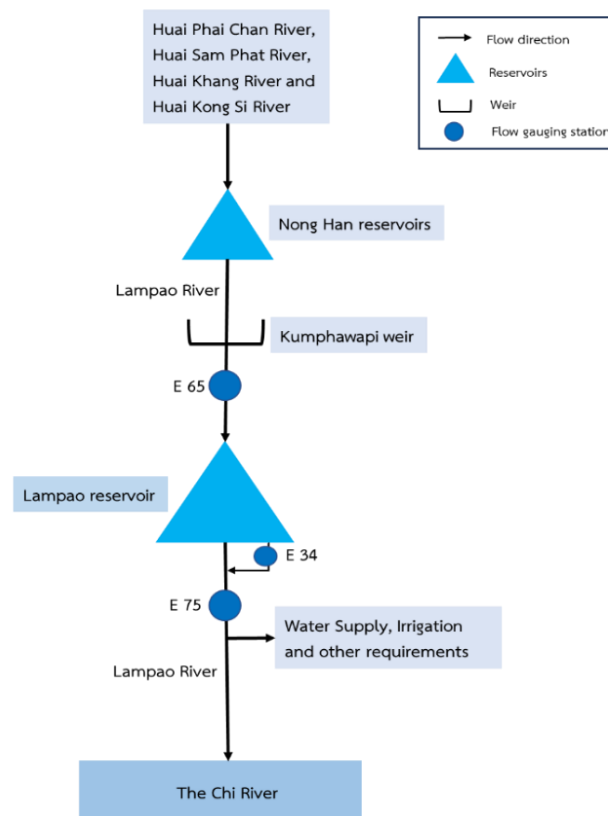 Huai Phai Chan River,
Huai Sam Phat River,
Huai Khang River and
Huai Kong Si River
Flow direction
Reservoirs
Weir
Flow gauging station
Nong Han reservoirs
Lampao River
Kumphawapi weir
E 65
Lampao reservoir
E 34
E 75
Water Supply, Irrigation
and other requirements
Lampao River
The Chi River